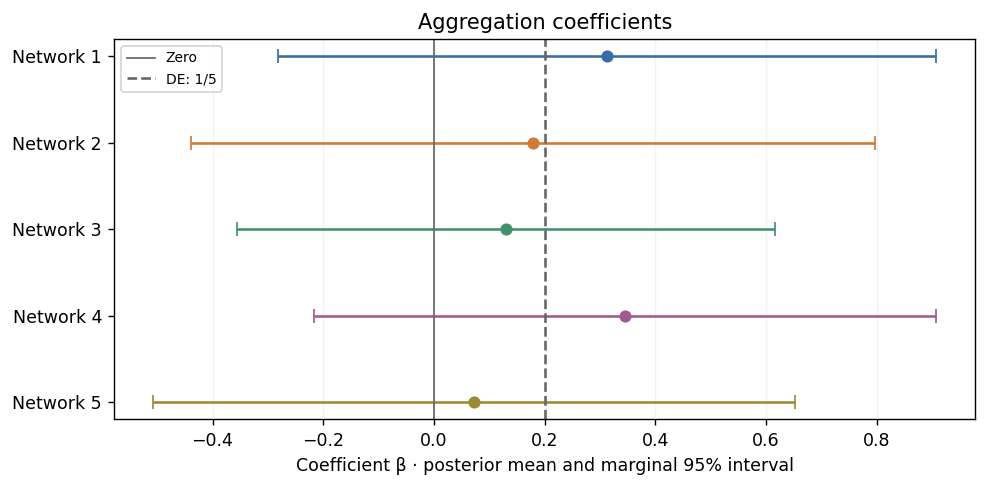 Aggregation coefficients
Network 1
Network 2
Network 3
Network 4
Network 5
Zero
DE: 1/5
−0.4
−0.2
0.0
0.2
0.4
0.6
0.8
Coefficient β · posterior mean and marginal 95% interval